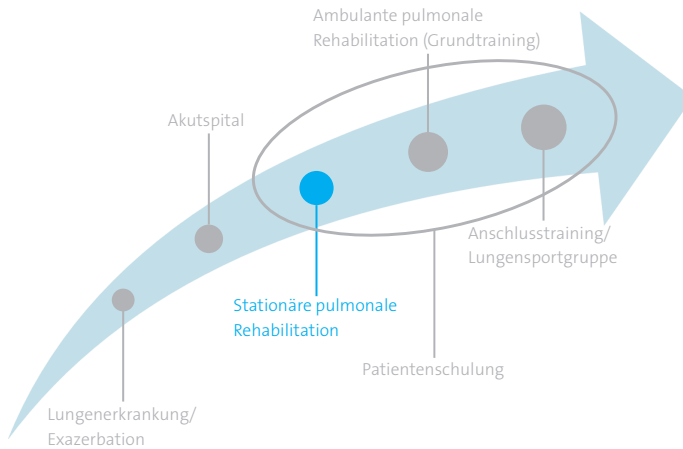 Ambulante pulmonale
Rehabilitation (Grundtraining)
Akutspital
Anschlusstraining/
Lungensportgruppe
Stationäre pulmonale
Rehabilitation
Patientenschulung
Lungenerkrankung/
Exazerbation